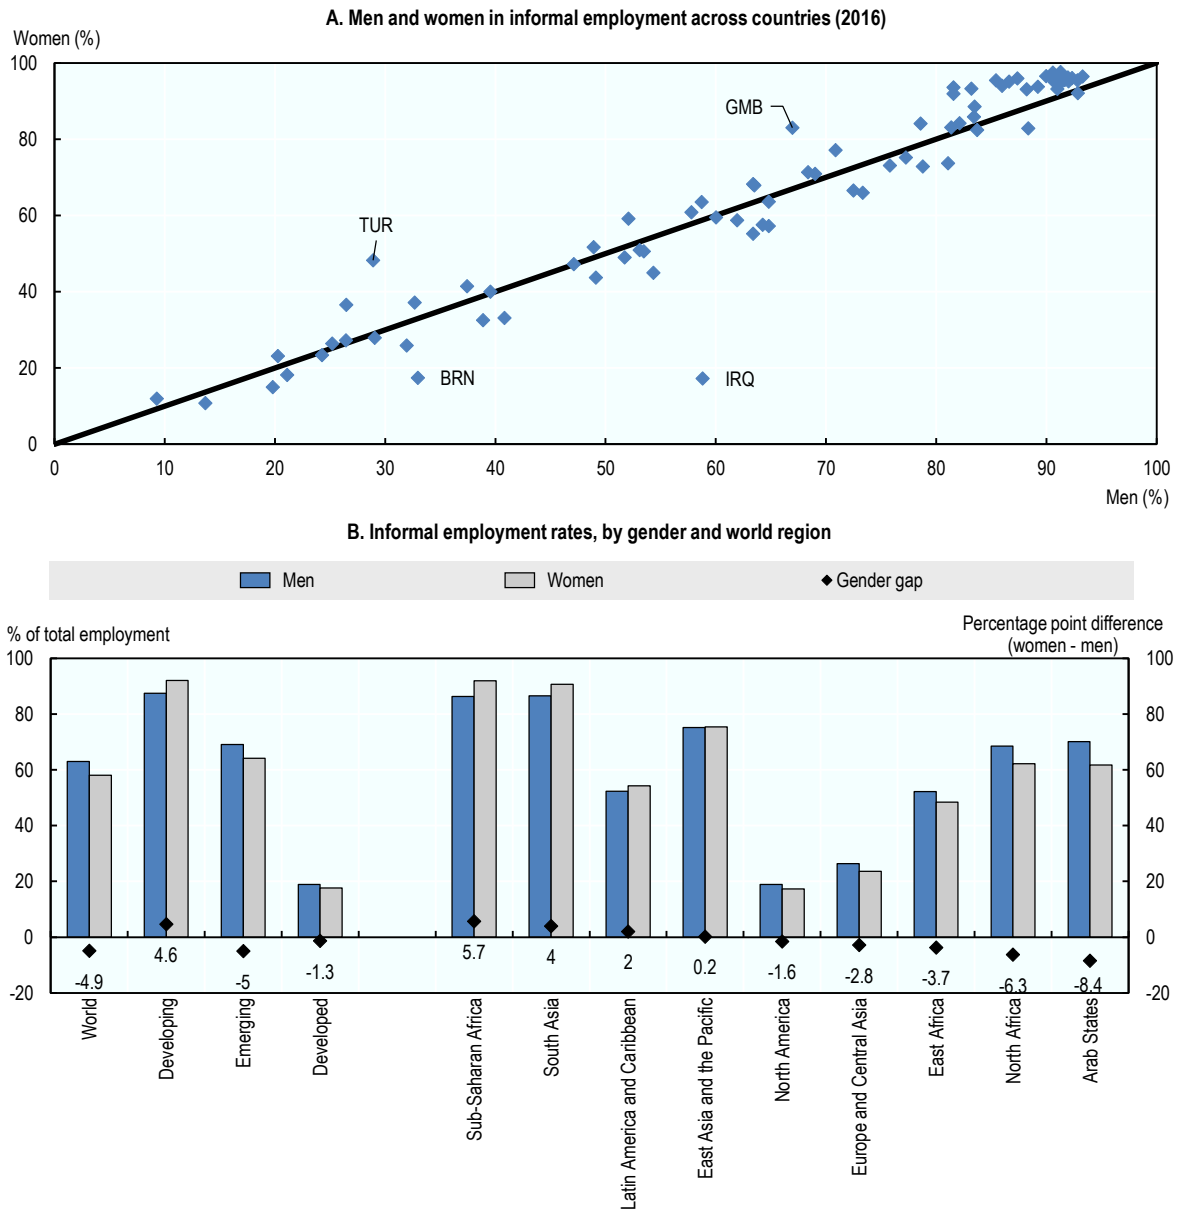 A. Men and women in informal employment across countries (2016)
Women (%)
100
80
60
40
20
0
GMB
TUR
BRN
IRQ
0 10 20 30 40 50 60 70 80 90 100
Men (%)
B. Informal employment rates, by gender and world region
Men Women Gender gap
% of total employment
Percentage point difference
(women - men)
100 100
80 80
60 60
40 40
20 20
0 0
-20 -20
-4.9 4.6 -5 -1.3 5.7 4 2 0.2 -1.6 -2.8 -3.7 -6.3 -8.4
World
Developing
Emerging
Developed
Sub-Saharan Africa
South Asia
Latin America and Caribbean
East Asia and the Pacific
North America
Europe and Central Asia
East Africa
North Africa
Arab States